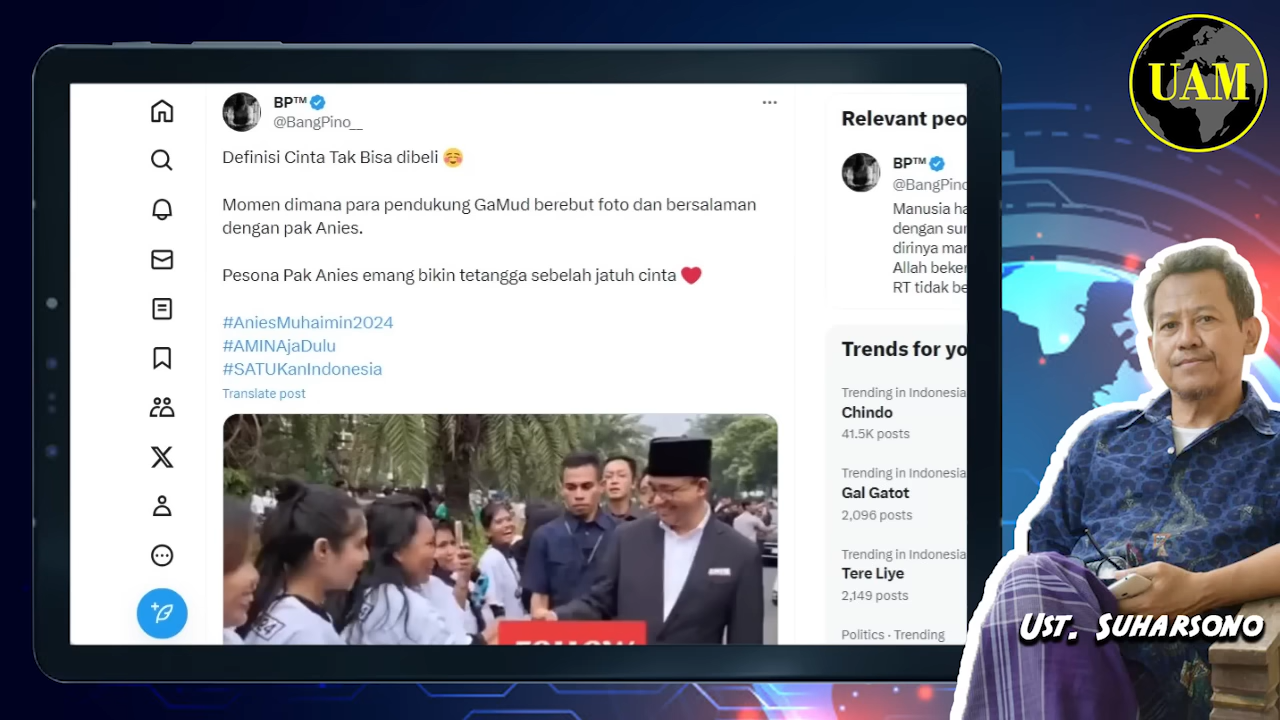 BP™
@BangPino__
Definisi Cinta Tak Bisa dibeli ☺️
Momen dimana para pendukung GaMud berebut foto dan bersalaman
dengan pak Anies.
Pesona Pak Anies emang bikin tetangga sebelah jatuh cinta ❤️
#AniesMuhaimin2024
#AMINAjaDulu
#SATUKanIndonesia
Translate post
Relevant peo
BP™
@BangPino
Manusia ha
dengan sur
dirinya mar
Allah beker
RT tidak be
Trends for yo
Trending in Indonesia
Chindo
41.5K posts
Trending in Indonesia
Gal Gatot
2,096 posts
Trending in Indonesia
Tere Liye
2,149 posts
Politics · Trending
UAM
Ust. Suharsono